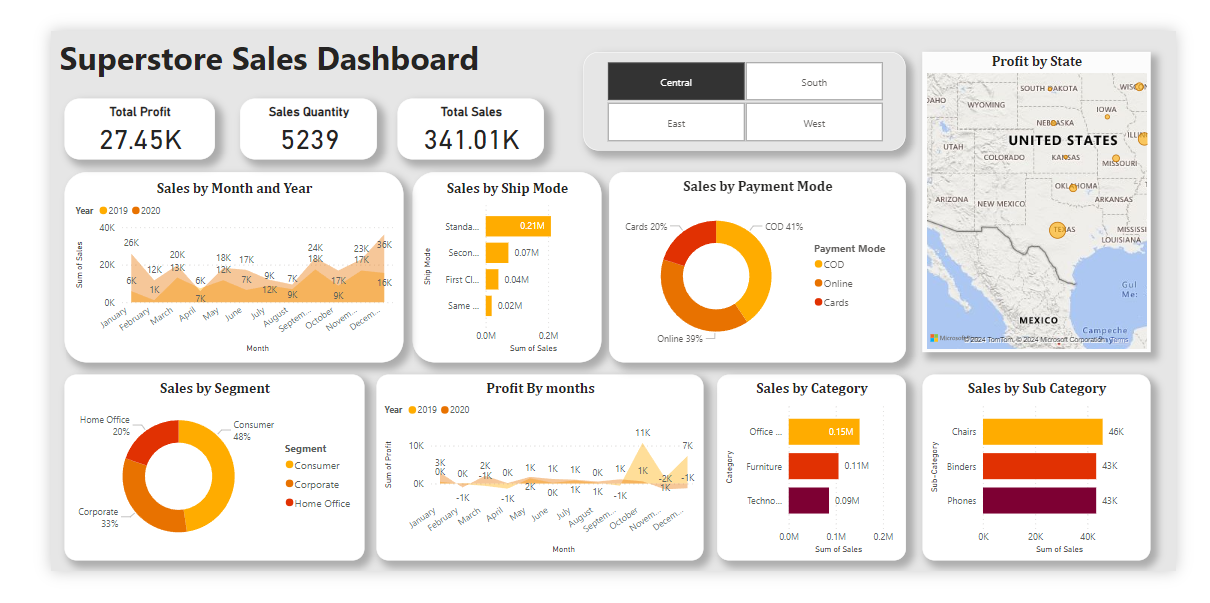 Superstore Sales Dashboard
Central
South
East
West
Total Profit
27.45K
Sales Quantity
5239
Total Sales
341.01K
Profit by State
SOUTH DAKOTA
WYOMING
IOWA
NEBRASKA
UNITED STATES
UTAH
COLORADO
KANSAS
MISSOURI
OKLAHOMA
ARIZONA
NEW MEXICO
ARKANSAS
TEXAS
LOUISIANA
MEXICO
Campeche
© 2024 TomTom, © 2024 Microsoft Corporation Terms
Sales by Month and Year
Year 2019 2020
Sum of Sales
40K
20K
0K
26K
6K
12K
1K
20K
13K
6K
7K
18K
12K
17K
7K
9K
12K
7K
9K
24K
18K
17K
9K
23K
17K
36K
16K
January
February
March
April
May
June
July
August
Septem...
October
Novem...
Decem...
Month
Sales by Ship Mode
Ship Mode
Standa...
0.21M
Secon...
0.07M
First Cl...
0.04M
Same ...
0.02M
0.0M
0.2M
Sum of Sales
Sales by Payment Mode
Cards 20%
COD 41%
Online 39%
Payment Mode
COD
Online
Cards
Sales by Segment
Home Office
20%
Consumer
48%
Corporate
33%
Segment
Consumer
Corporate
Home Office
Profit By months
Year 2019 2020
Sum of Profit
10K
0K
3K
0K
0K
-1K
2K
-1K
0K
-1K
1K
2K
1K
0K
1K
1K
0K
1K
1K
-1K
11K
1K
-2K
1K
7K
-1K
January
February
March
April
May
June
July
August
Septem...
October
Novem...
Decem...
Month
Sales by Category
Category
Office ...
0.15M
Furniture
0.11M
Techno...
0.09M
0.0M
0.1M
0.2M
Sum of Sales
Sales by Sub Category
Sub-Category
Chairs
46K
Binders
43K
Phones
43K
0K
20K
40K
Sum of Sales